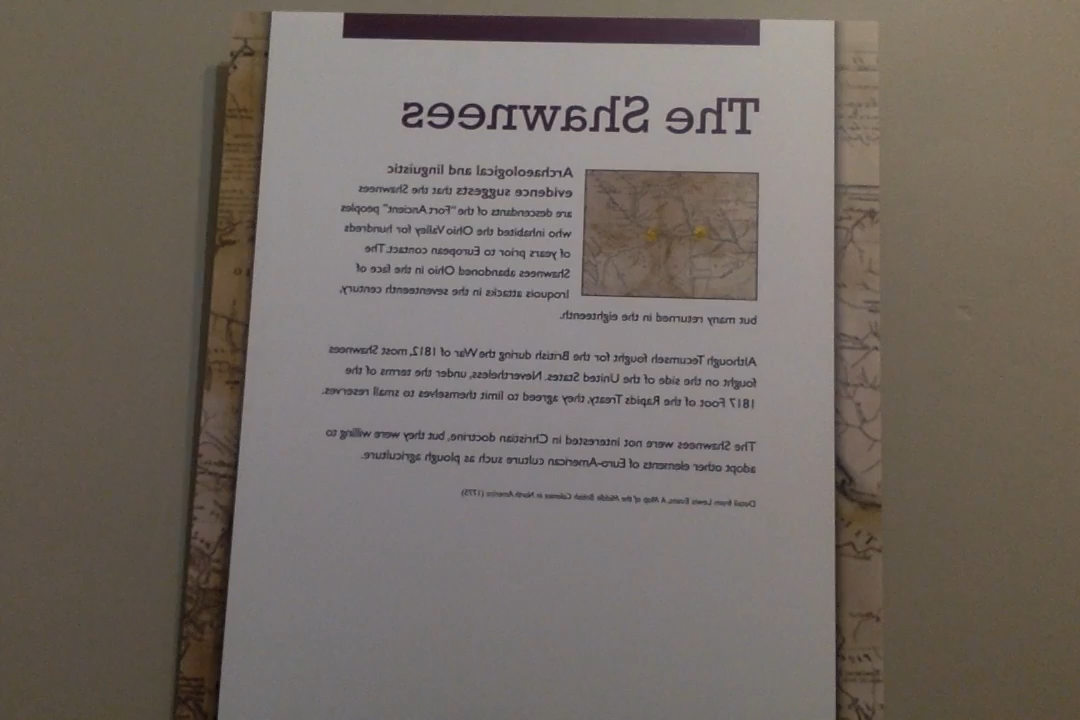 The Shawnees
Archaeological and linguistic
evidence suggests that the Shawnees
are descendants of the "Fort Ancient" peoples
who inhabited the Ohio Valley for hundreds
of years prior to European contact. The
Shawnees abandoned Ohio in the face of
Iroquois attacks in the seventeenth century,
but many returned in the eighteenth.
Although Tecumseh fought for the British during the War of 1812, most Shawnees
fought on the side of the United States. Nevertheless, under the terms of the
1817 Foot of the Rapids Treaty, they agreed to limit themselves to small reserves.
The Shawnees were not interested in Christian doctrine, but they were willing to
adopt other elements of Euro-American culture such as plough agriculture.
Detail from Lewis Evans, A Map of the Middle British Colonies in North America (1775)